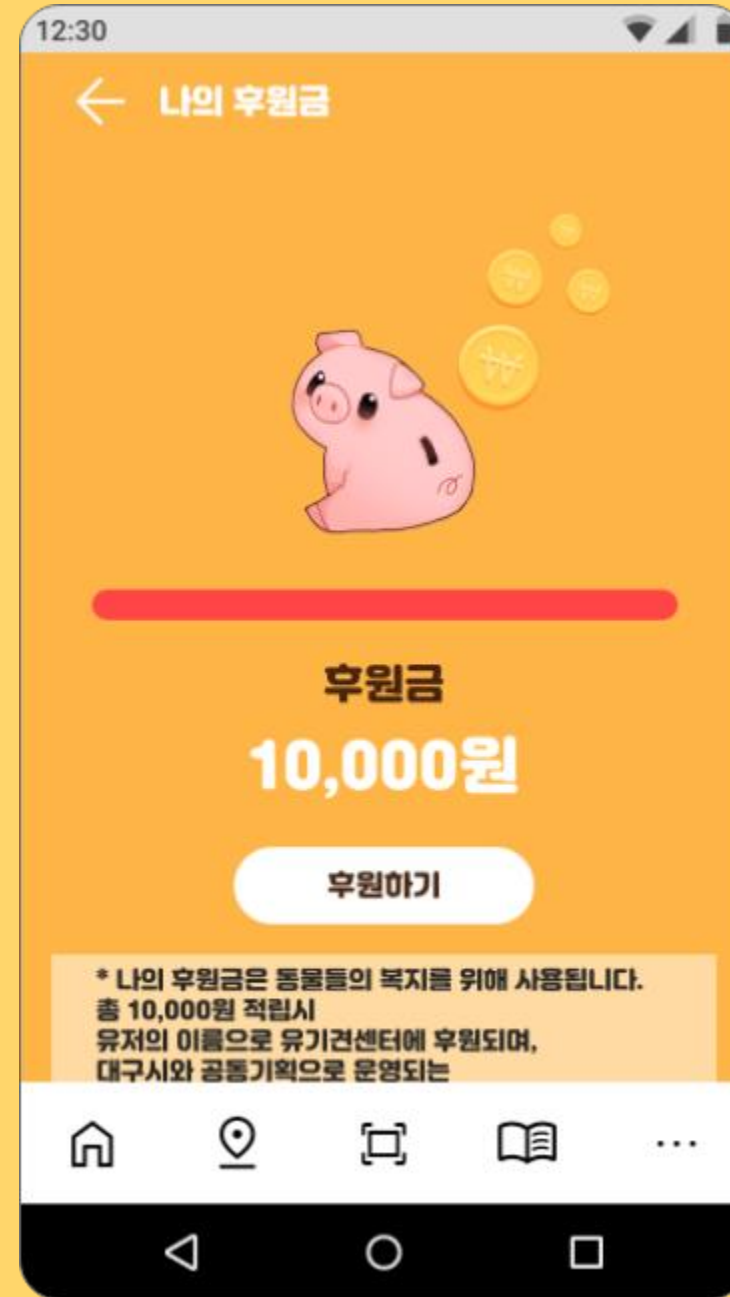 12:30
나의 후원금
₩
₩
₩
후원금
10,000원
후원하기
* 나의 후원금은 동물들의 복지를 위해 사용됩니다.
총 10,000원 적립시
유저의 이름으로 유기견센터에 후원되며,
대구시와 공동기획으로 운영되는